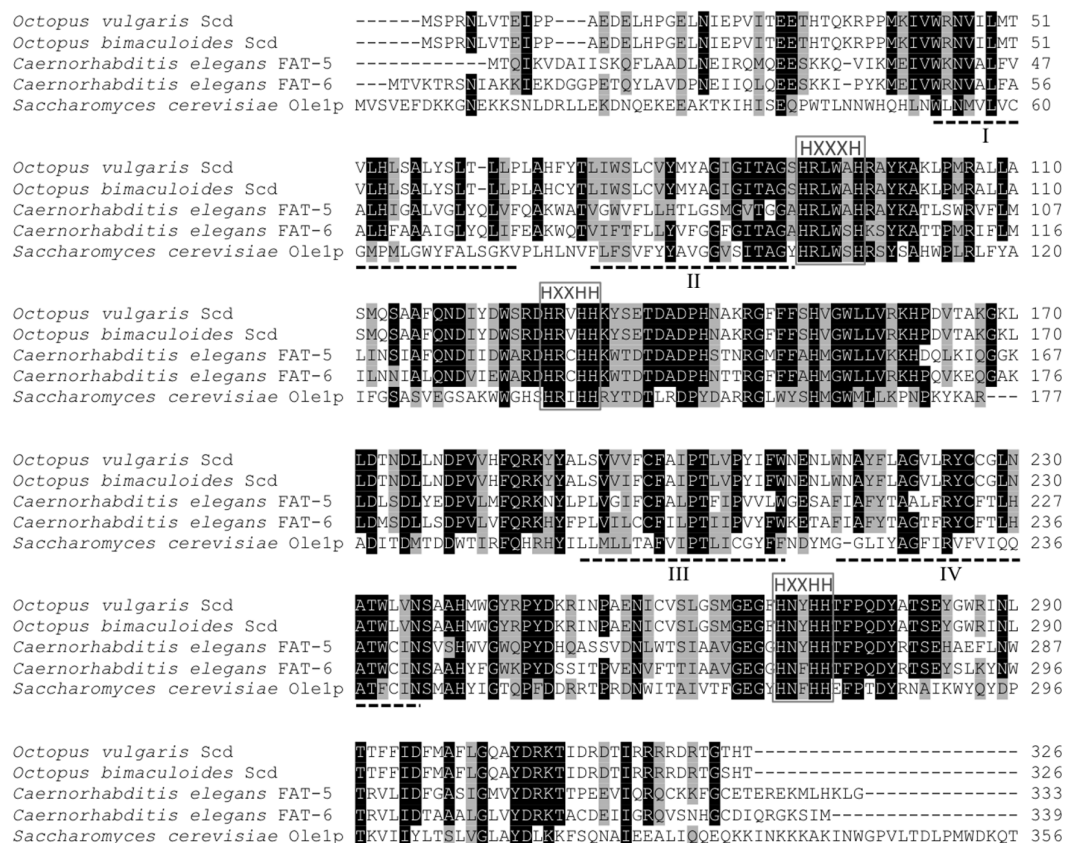 Octopus vulgaris Scd ------MSPRNLVTEIPP---AEDELHPGELNIEPVITEETHTQKRPPMKIVWRNVILMT 51
Octopus bimaculoides Scd ------MSPRNLVTEIPP---AEDELHPGELNIEPVITEETHTQKRPPMKIVWRNVILMT 51
Caernorhabditis elegans FAT-5 ------------MTQIKVDAIISKQFLAADLNEIRQMQEESKKQ-VIKMEIVWKNVALFV 47
Caernorhabditis elegans FAT-6 ---MTVKTRSNIAKKIEKDGGPETQYLAVDPNEIIQLQEESKKI-PYKMEIVWRNVALFA 56
Saccharomyces cerevisiae Ole1p MVSVEFDKKGNEKKSNLDRLLEKDNQEKEEAKTKIHISEQPWTLNNWHQHLNWLNMVLVC 60
I
HXXXH
Octopus vulgaris Scd VLHLSALYSLT-LLPLAHFYTLIWSLCVYMYAGIGITAGSHRLWAHRAYKAKLPMRALLA 110
Octopus bimaculoides Scd VLHLSALYSLT-LLPLAHCYTLIWSLCVYMYAGIGITAGSHRLWAHRAYKAKLPMRALLA 110
Caernorhabditis elegans FAT-5 ALHIGALVGLYQLVFQAKWATVGWVFLLHTLGSMGVTGGAHRLWAHRAYKATLSWRVFLM 107
Caernorhabditis elegans FAT-6 ALHFAAAIGLYQLIFEAKWQTVIFTFLLYVFGGFGITAGAHRLWSHKSYKATTPMRIFLM 116
Saccharomyces cerevisiae Ole1p GMPMLGWYFALSGKVPLHLNVFLFSVFYYAVGGVSITAGYHRLWSHRSYSAHWPLRLFYA 120
II
HXXHH
Octopus vulgaris Scd SMQSAAFQNDIYDWSRDHRVHHKYSETDADPHNAKRGFFFSHVGWLLVRKHPDVTAKGKL 170
Octopus bimaculoides Scd SMQSAAFQNDIYDWSRDHRVHHKYSETDADPHNAKRGFFFSHVGWLLVRKHPDVTAKGKL 170
Caernorhabditis elegans FAT-5 LINSIAFQNDIIDWARDHRCHHKWTDTDADPHSTNRGMFFAHMGWLLVKKHDQLKIQGGK 167
Caernorhabditis elegans FAT-6 ILNNIALQNDVIEWARDHRCHHKWTDTDADPHNTTRGFFFAHMGWLLVRKHPQVKEQGAK 176
Saccharomyces cerevisiae Ole1p IFGSASVEGSAKWWGHSHRIHHRYTDTLRDPYDARRGLWYSHMGWMLLKPNPKYKAR--- 177
Octopus vulgaris Scd LDTNDLLNDPVVHFQRKYYALSVVVFCFAIPTLVPYIFWNENLWNAYFLAGVLRYCCGLN 230
Octopus bimaculoides Scd LDTNDLLNDPVVHFQRKYYALSVVIFCFAIPTLVPYIFWNENLWNAYFLAGVLRYCCGLN 230
Caernorhabditis elegans FAT-5 LDLSDLYEDPVLMFQRKNYLPLVGIFCFALPTFIPVVLWGESAFIAFYTAALFRYCFTLH 227
Caernorhabditis elegans FAT-6 LDMSDLLSDPVLVFQRKHYFPLVILCCFILPTIIPVYFWKETAFIAFYTAGTFRYCFTLH 236
Saccharomyces cerevisiae Ole1p ADITDMTDDWTIRFQHRHYILLMLLTAFVIPTLICGYFFNDYMG-GLIYAGFIRVFVIQQ 236
III IV
HXXHH
Octopus vulgaris Scd ATWLVNSAAHMWGYRPYDKRINPAENICVSLGSMGEGFHNYHHTFPQDYATSEYGWRINL 290
Octopus bimaculoides Scd ATWLVNSAAHMWGYRPYDKRINPAENICVSLGSMGEGFHNYHHTFPQDYATSEYGWRINL 290
Caernorhabditis elegans FAT-5 ATWCINSVSHWVGWQPYDHQASSVDNLWTSIAAVGEGGHNYHHTFPQDYRTSEHAEFLNW 287
Caernorhabditis elegans FAT-6 ATWCINSAAHYFGWKPYDSSITPVENVFTTIAAVGEGGHNFHHTFPQDYRTSEYSLKYNW 296
Saccharomyces cerevisiae Ole1p ATFCINSMAHYIGTQPFDDRRTPRDNWITAIVTFGEGYHNFHHEFPTDYRNAIKWYQYDP 296
Octopus vulgaris Scd TTFFIDFMAFLGQAYDRKTIDRDTIRRRRDRTGTHT------------------------ 326
Octopus bimaculoides Scd TTFFIDFMAFLGQAYDRKTIDRDTIRRRRDRTGSHT------------------------ 326
Caernorhabditis elegans FAT-5 TRVLIDFGASIGMVYDRKTTPEEVIQRQCKKFGCETEREKMLHKLG-------------- 333
Caernorhabditis elegans FAT-6 TRVLIDTAAALGLVYDRKTACDEIIGRQVSNHGCDIQRGKSIM----------------- 339
Saccharomyces cerevisiae Ole1p TKVIIYLTSLVGLAYDLKKFSQNAIEEALIQQEQKKINKKKAKINWGPVLTDLPMWDKQT 356